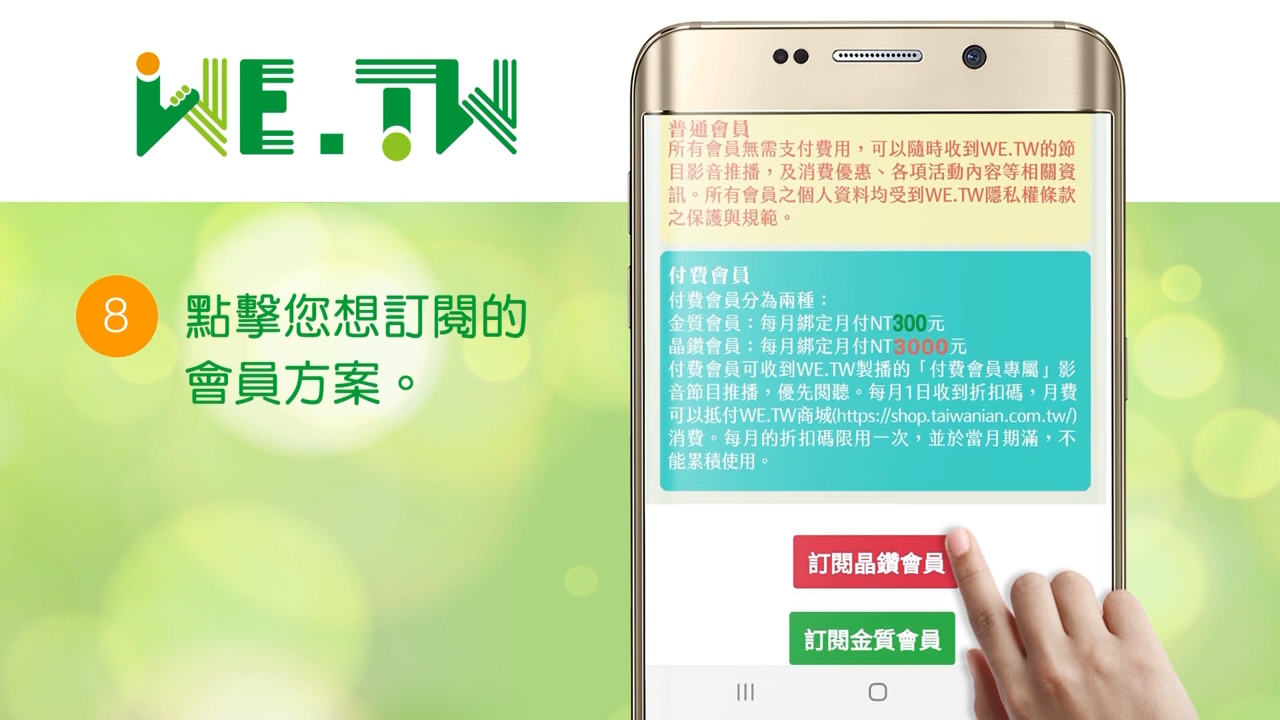 WE.TW
8
點擊您想訂閱的
會員方案。
普通會員
所有會員無需支付費用，可以隨時收到WE.TW的節
目影音推播，及消費優惠、各項活動內容等相關資
訊。所有會員之個人資料均受到WE.TW隱私權條款
之保護與規範。
付費會員
付費會員分為兩種：
金質會員：每月綁定月付NT300元
晶鑽會員：每月綁定月付NT3000元
付費會員可收到WE.TW製播的「付費會員專屬」影
音節目推播，優先閱聽。每月1日收到折扣碼，月費
可以抵付WE.TW商城(https://shop.taiwanian.com.tw/)
消費。每月的折扣碼限用一次，並於當月期滿，不
能累積使用。
訂閱晶鑽會員
訂閱金質會員